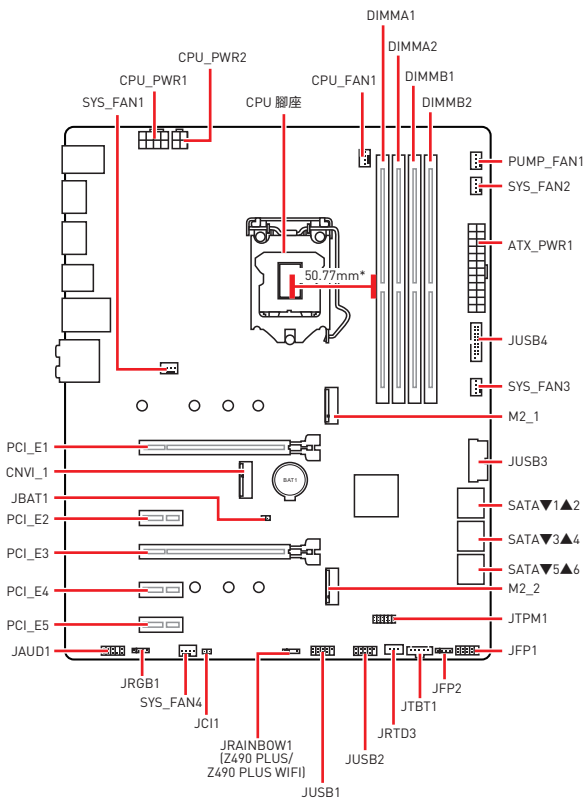 DIMMA1
DIMMA2
CPU_PWR2
CPU_PWR1
CPU_FAN1
DIMMB1
SYS_FAN1
CPU 腳座
DIMMB2
PUMP_FAN1
SYS_FAN2
ATX_PWR1
50.77mm*
JUSB4
SYS_FAN3
M2_1
PCI_E1
JUSB3
CNVI_1
BAT1
JBAT1
SATA▼1▲2
PCI_E2
SATA▼3▲4
PCI_E3
SATA▼5▲6
PCI_E4
M2_2
JTPM1
PCI_E5
JAUD1
JFP1
JRGB1
JFP2
SYS_FAN4
JTBT1
JCI1
JRTD3
JRAINBOW1
(Z490 PLUS/
Z490 PLUS WIFI)
JUSB2
JUSB1